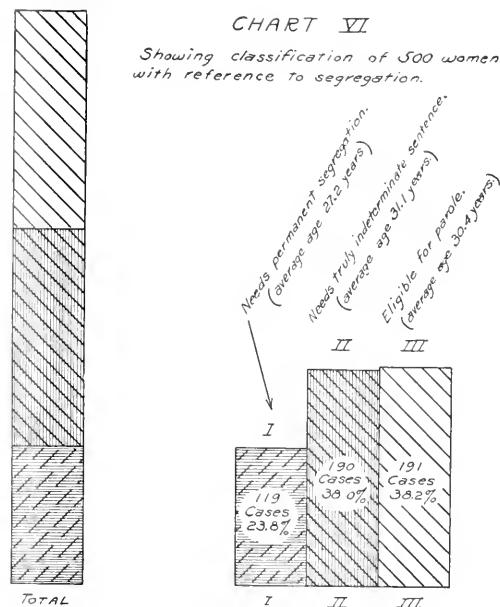 CHART VI
Showing classification of 500 women
with reference to segregation.
Needs permanent segregation.
(average age 27.2 years)
Needs truly indeterminate sentence.
(average age 31.1 years.)
Eligible for parole.
(average age 30.4 years.)
II
III
I
119
Cases
23.8%
190
Cases
38.0%
191
Cases
38.2%
TOTAL
I
II
III